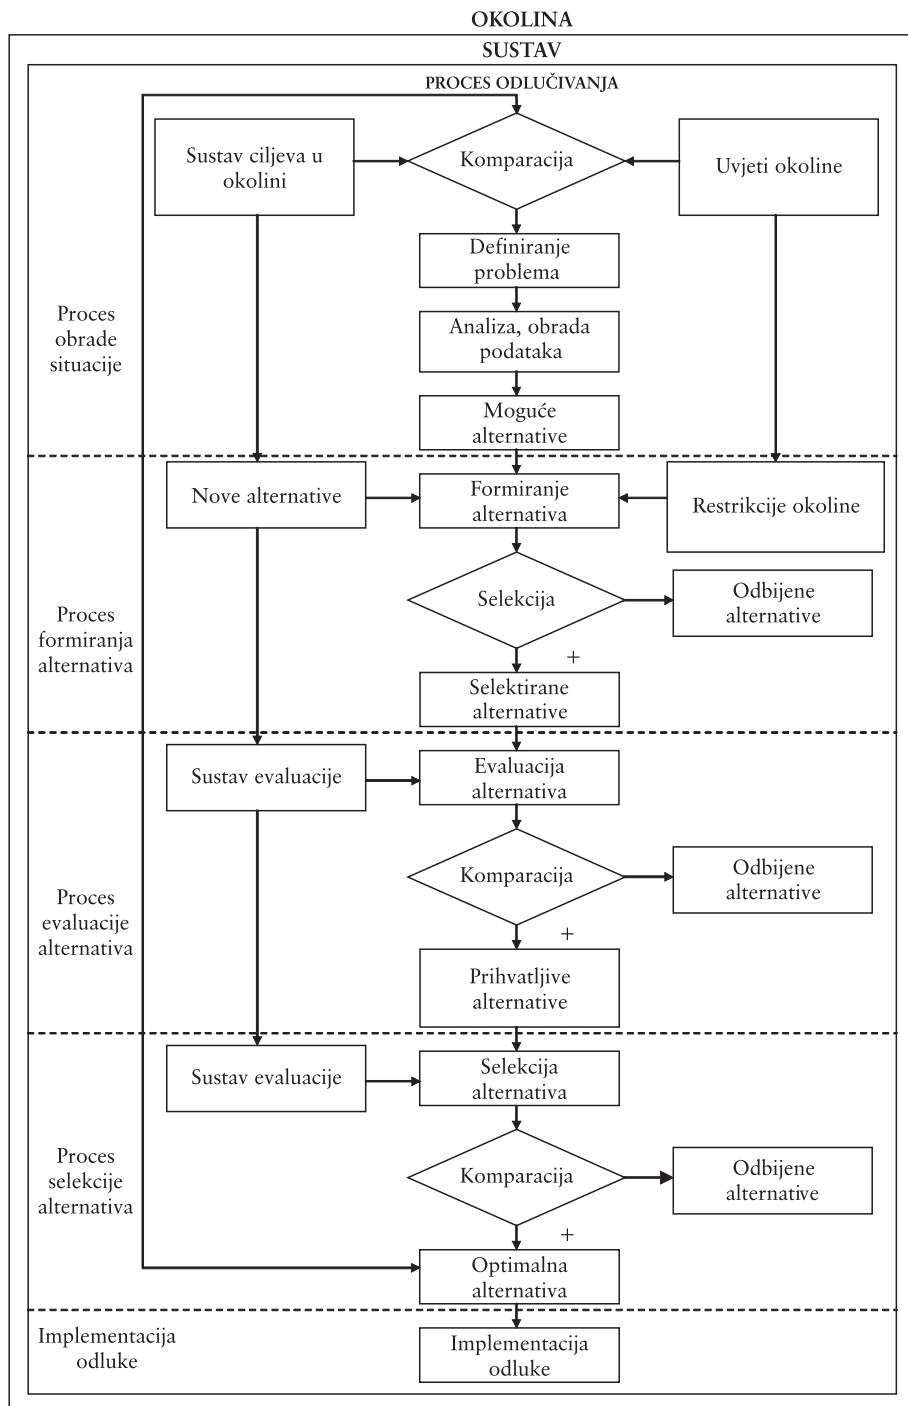 OKOLINA
SUSTAV
PROCES ODLUČIVANJA
Sustav ciljeva u
okolini
Komparacija
Uvjeti okoline
Definiranje
problema
Proces
obrade
situacije
Analiza, obrada
podataka
Moguće
alternative
Nove alternative
Formiranje
alternativa
Restrikcije okoline
Proces
formiranja
alternativa
Selekcija
Odbijene
alternative
+
Selektirane
alternative
Sustav evaluacije
Evaluacija
alternativa
Proces
evaluacije
alternativa
Komparacija
Odbijene
alternative
+
Prihvatljive
alternative
Sustav evaluacije
Selekcija
alternativa
Proces
selekcije
alternativa
Komparacija
Odbijene
alternative
+
Optimalna
alternativa
Implementacija
odluke
Implementacija
odluke